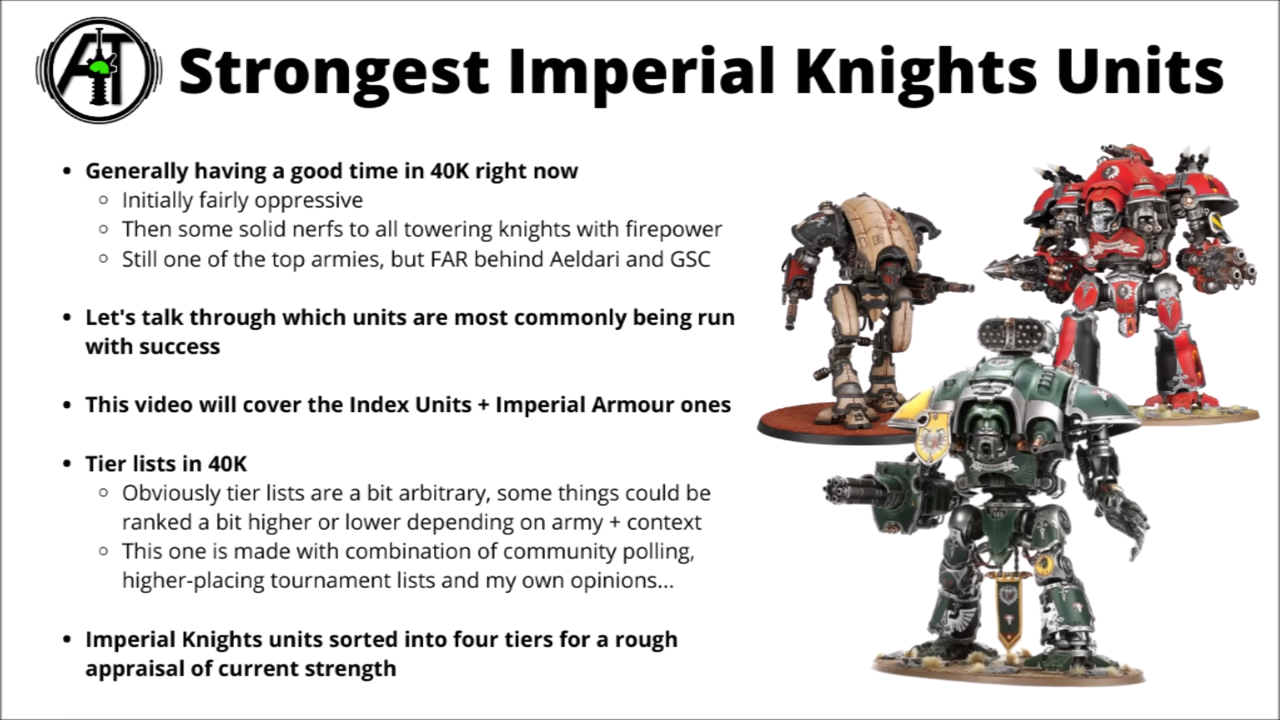 AT
Strongest Imperial Knights Units
• Generally having a good time in 40K right now
◦ Initially fairly oppressive
◦ Then some solid nerfs to all towering knights with firepower
◦ Still one of the top armies, but FAR behind Aeldari and GSC
• Let's talk through which units are most commonly being run
with success
• This video will cover the Index Units + Imperial Armour ones
• Tier lists in 40K
◦ Obviously tier lists are a bit arbitrary, some things could be
ranked a bit higher or lower depending on army + context
◦ This one is made with combination of community polling,
higher-placing tournament lists and my own opinions...
• Imperial Knights units sorted into four tiers for a rough
appraisal of current strength